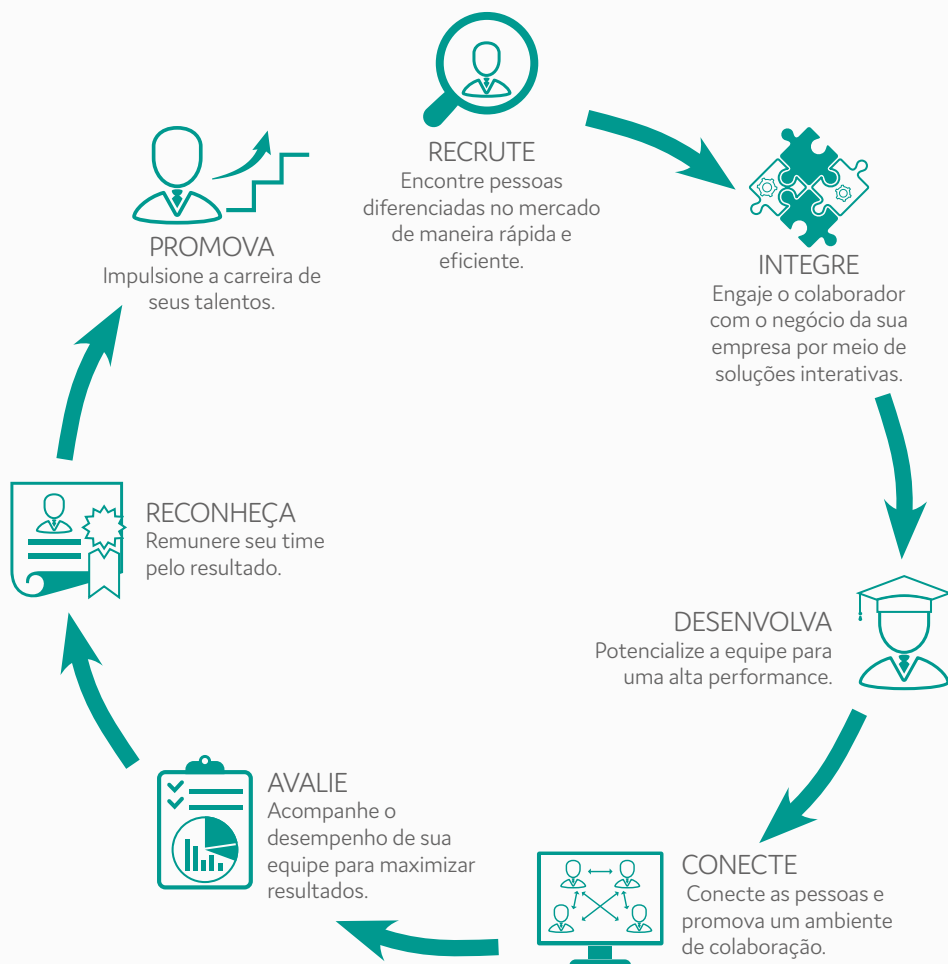 RECRUTE
Encontre pessoas
diferenciadas no mercado
de maneira rápida e
eficiente.
INTEGRE
Engaje o colaborador
com o negócio da sua
empresa por meio de
soluções interativas.
DESENVOLVA
Potencialize a equipe para
uma alta performance.
CONECTE
Conecte as pessoas e
promova um ambiente
de colaboração.
AVALIE
Acompanhe o
desempenho de sua
equipe para maximizar
resultados.
RECONHEÇA
Remunere seu time
pelo resultado.
PROMOVA
Impulsione a carreira de
seus talentos.